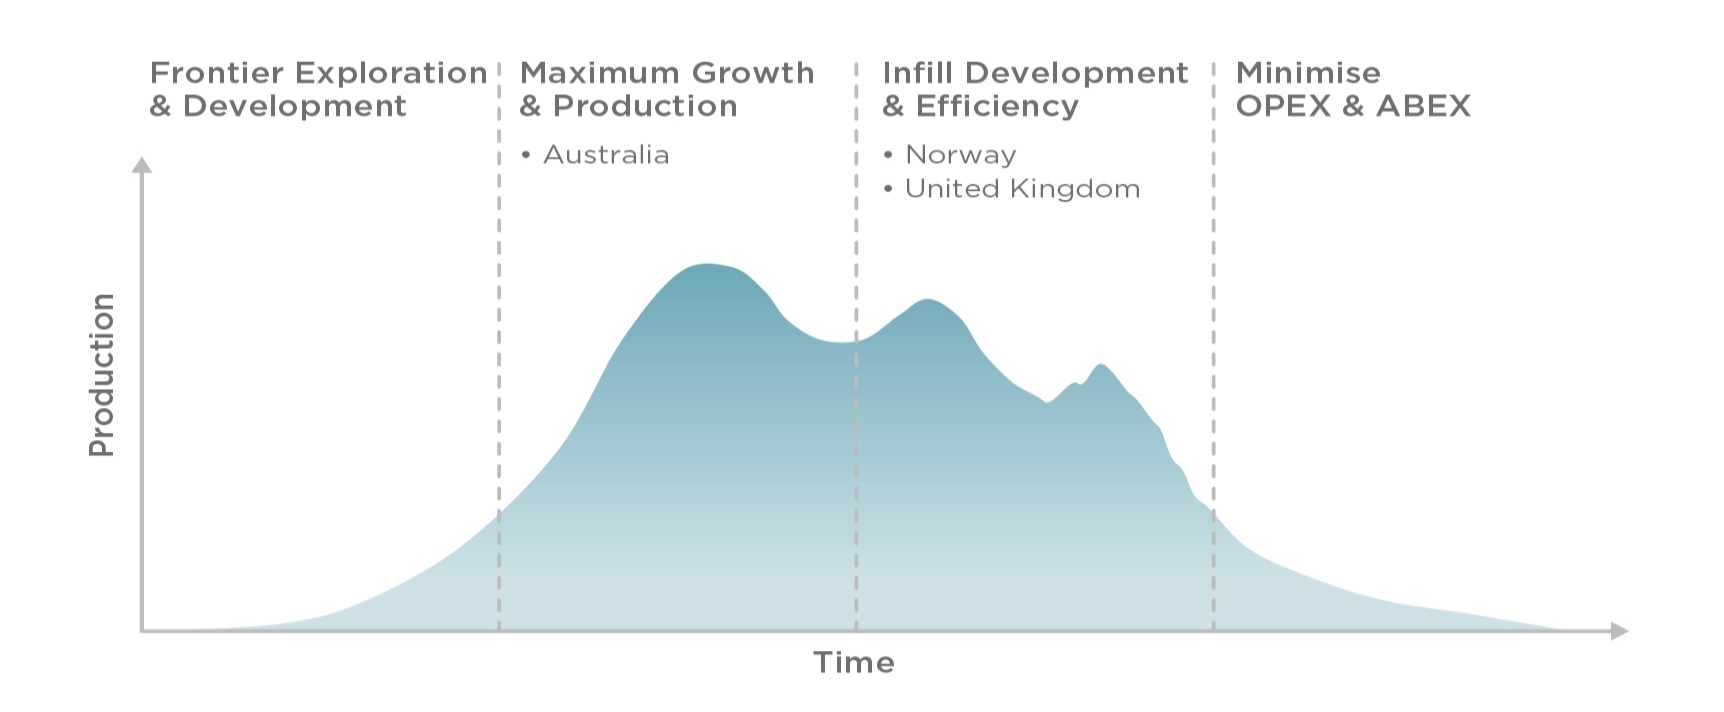 Frontier Exploration
& Development
Maximum Growth
& Production
• Australia
Infill Development
& Efficiency
• Norway
• United Kingdom
Minimise
OPEX & ABEX
Production
Time